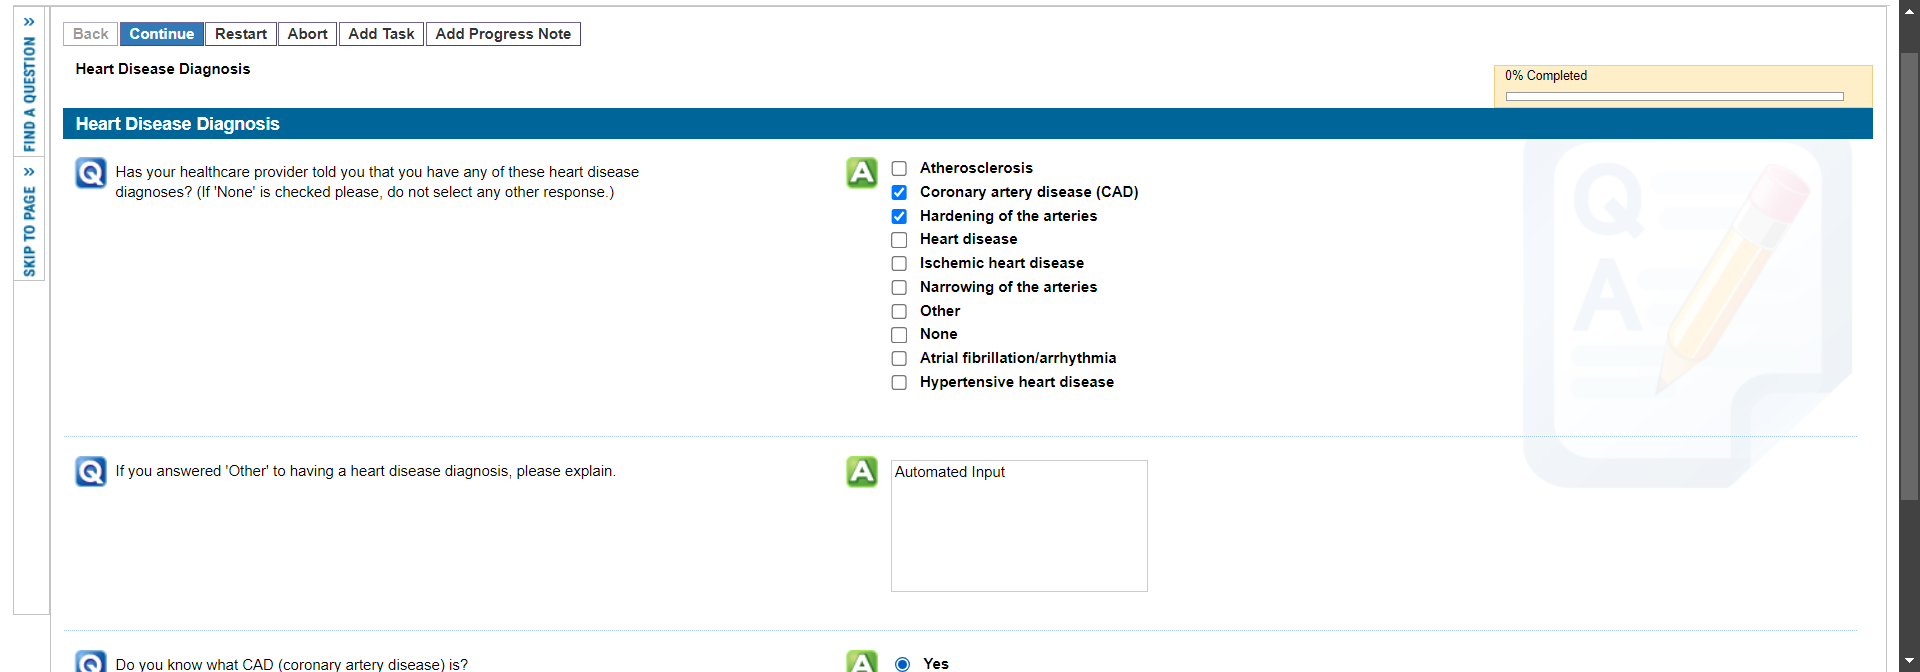 Back Continue Restart Abort Add Task Add Progress Note
Heart Disease Diagnosis
0% Completed
» FIND A QUESTION
» SKIP TO PAGE
Heart Disease Diagnosis
Q Has your healthcare provider told you that you have any of these heart disease
diagnoses? (If 'None' is checked please, do not select any other response.)
A Atherosclerosis
Coronary artery disease (CAD)
Hardening of the arteries
Heart disease
Ischemic heart disease
Narrowing of the arteries
Other
None
Atrial fibrillation/arrhythmia
Hypertensive heart disease
Q
A
Q If you answered 'Other' to having a heart disease diagnosis, please explain.
A Automated Input
Q Do you know what CAD (coronary artery disease) is?
A Yes